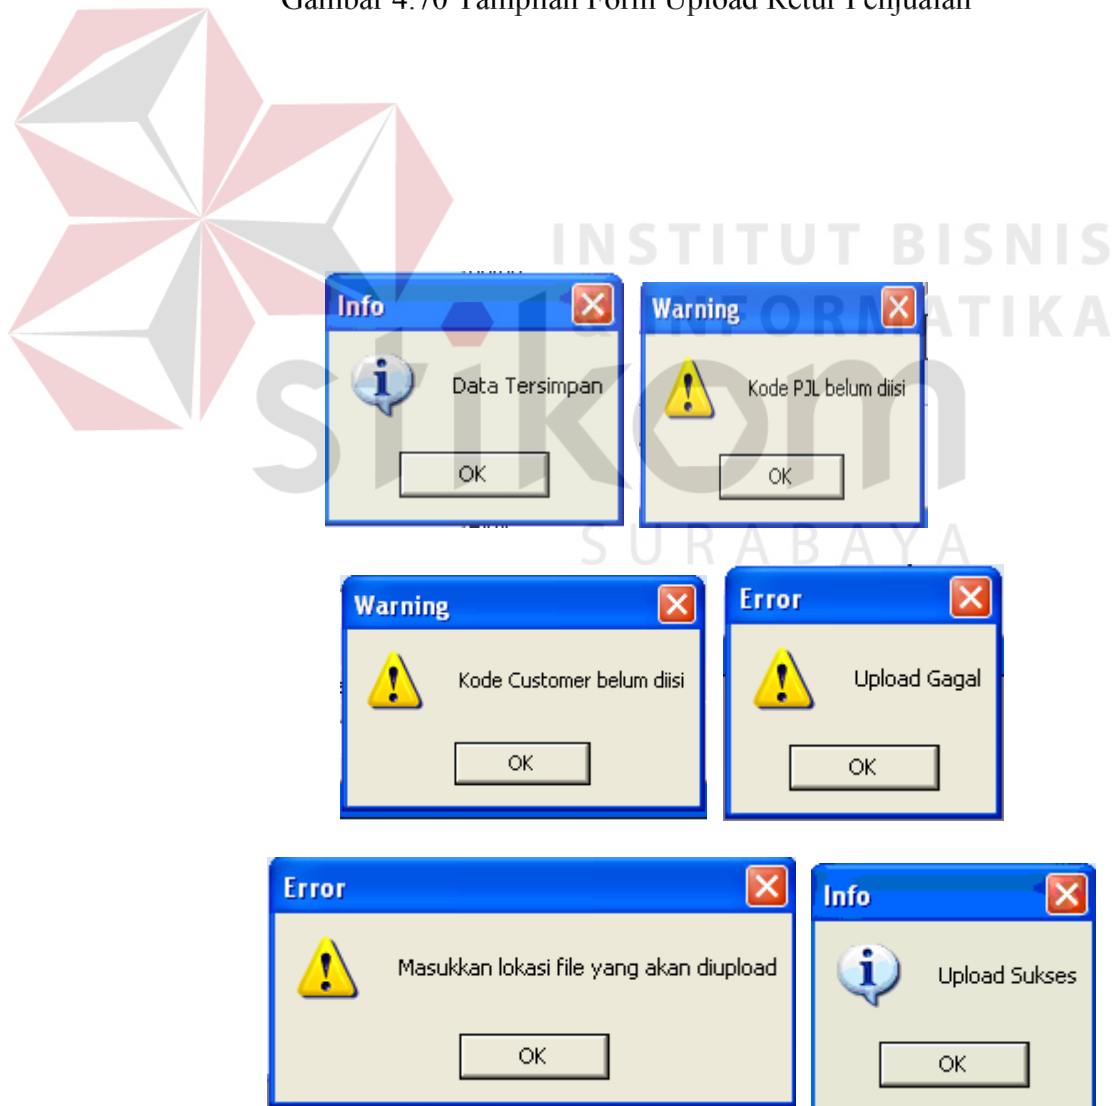 Gambar 4.70 Tampilan Form Upload Retur Penjualan
INSTITUT BISNIS
& INFORMATIKA
stikom
SURABAYA
Info
Data Tersimpan
OK
Warning
Kode PJL belum diisi
OK
Warning
Kode Customer belum diisi
OK
Error
Upload Gagal
OK
Error
Masukkan lokasi file yang akan diupload
OK
Info
Upload Sukses
OK